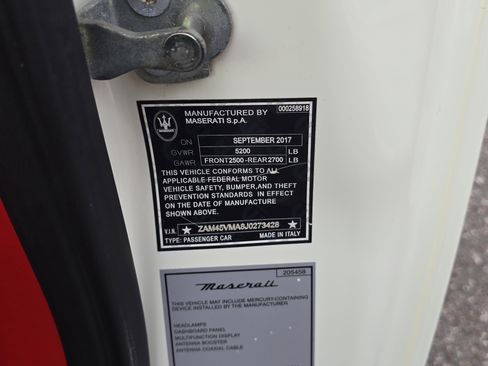 000258918
MANUFACTURED BY
MASERATI S.p.A.
MASERATI
ON SEPTEMBER 2017
GVWR 5200 LB
GAWR FRONT2500-REAR2700 LB
THIS VEHICLE CONFORMS TO ALL
APPLICABLE FEDERAL MOTOR
VEHICLE SAFETY, BUMPER,AND THEFT
PREVENTION STANDARDS IN EFFECT
ON THE DATE OF MANUFACTURE
SHOWN ABOVE.
V.I.N. ★ ZAM45VMA8J0273428 ★
TYPE: PASSENGER CAR MADE IN ITALY
205458
Maserati
THIS VEHICLE MAY INCLUDE MERCURY-CONTAINING
DEVICE INSTALLED BY THE MANUFACTURER
HEADLAMPS
DASHBOARD PANEL
MULTIFUNCTION DISPLAY
ANTENNA BOOSTER
ANTENNA COAXIAL CABLE